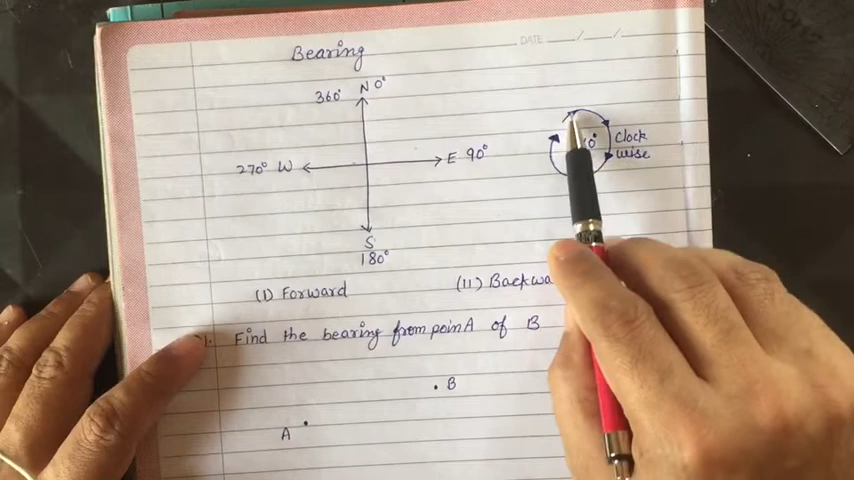 Bearing
DATE / /
360° N 0°
Clock
wise
270° W E 90°
S
180°
(I) Forward (II) Backwa
Find the bearing from poinA of B
B
A